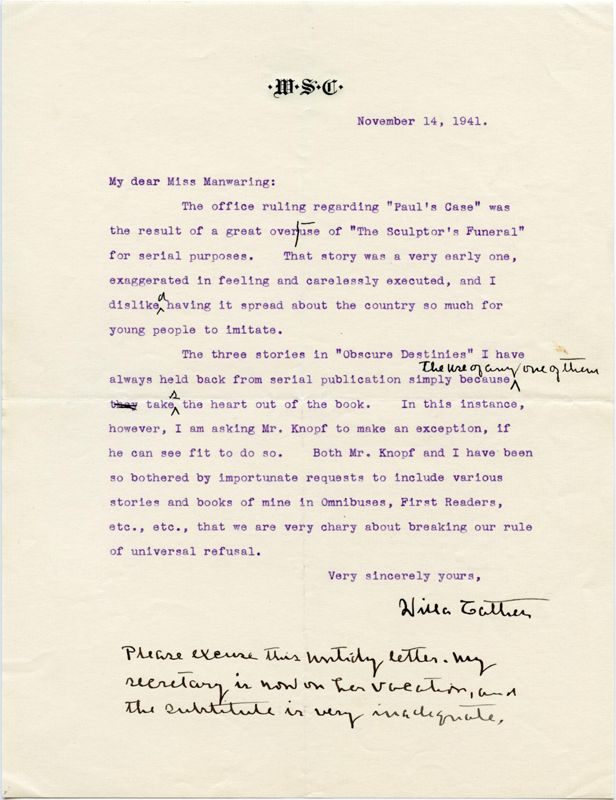 ·W·S·C·
November 14, 1941.
My dear Miss Manwaring:
The office ruling regarding "Paul's Case" was
the result of a great over/use of "The Sculptor's Funeral"
for serial purposes. That story was a very early one,
exaggerated in feeling and carelessly executed, and I
disliked having it spread about the country so much for
young people to imitate.
The three stories in "Obscure Destinies" I have
always held back from serial publication simply because the use of any one of them
they takes the heart out of the book. In this instance,
however, I am asking Mr. Knopf to make an exception, if
he can see fit to do so. Both Mr. Knopf and I have been
so bothered by importunate requests to include various
stories and books of mine in Omnibuses, First Readers,
etc., etc., that we are very chary about breaking our rule
of universal refusal.
Very sincerely yours,
Willa Cather
Please excuse this untidy letter. My
secretary is now on her vacation, and
the substitute is very inadequate.